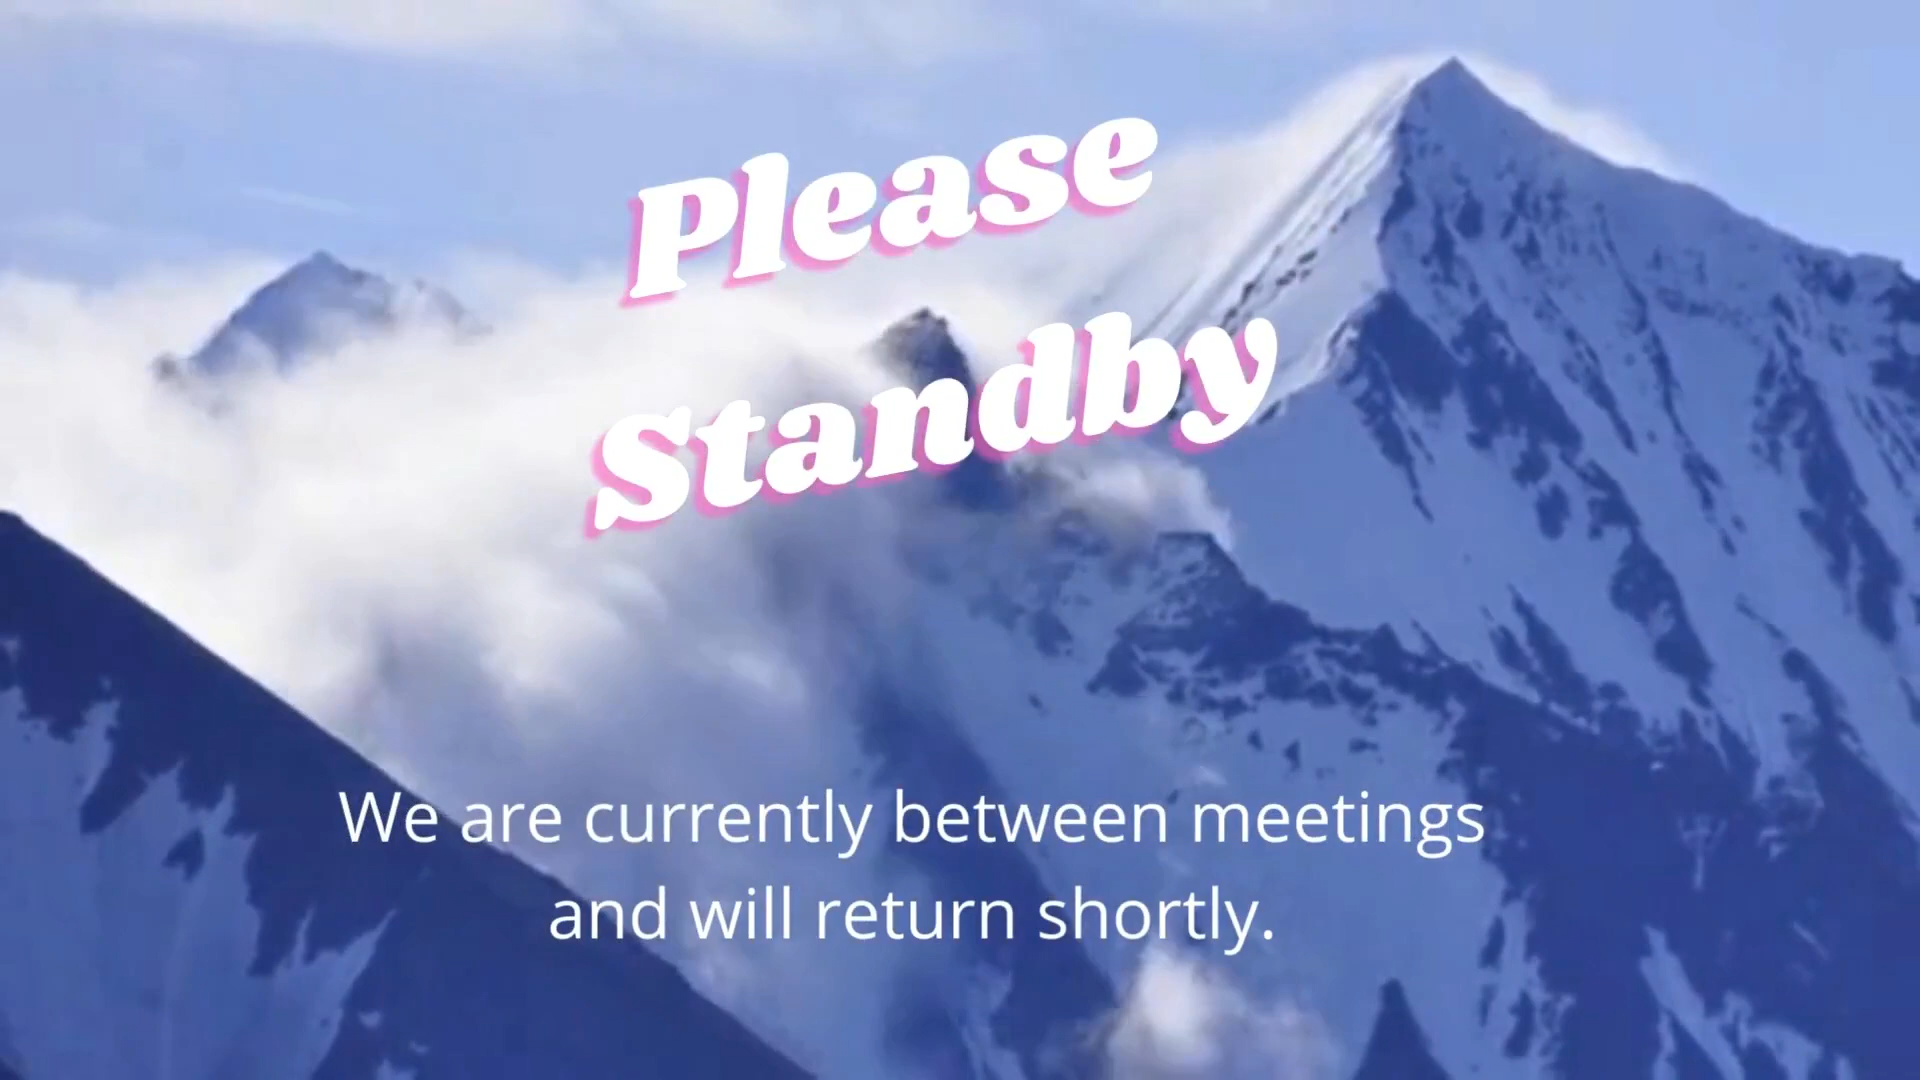 Please
Standby
We are currently between meetings
and will return shortly.